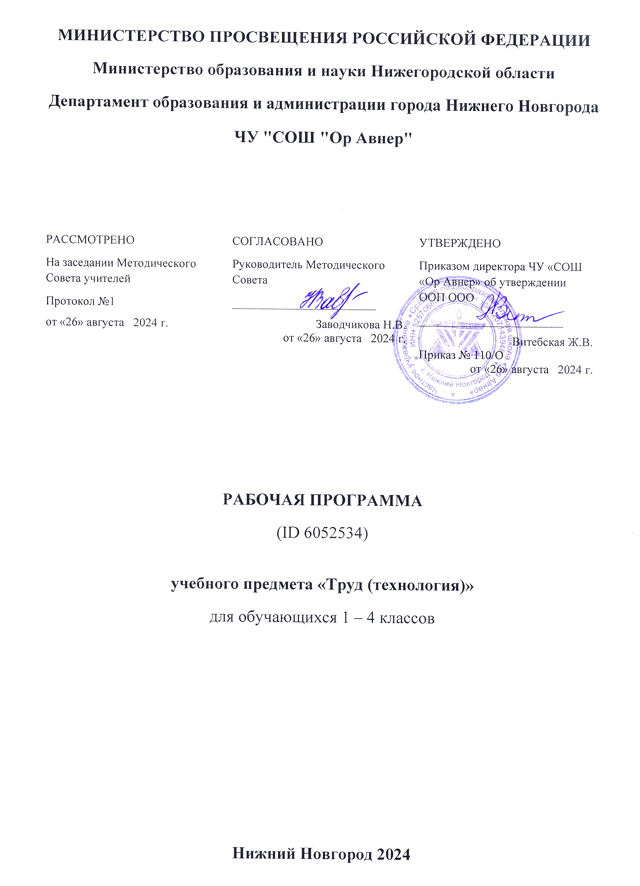 МИНИСТЕРСТВО ПРОСВЕЩЕНИЯ РОССИЙСКОЙ ФЕДЕРАЦИИ
Министерство образования и науки Нижегородской области
Департамент образования и администрации города Нижнего Новгорода
ЧУ "СОШ "Ор Авнер"
РАССМОТРЕНО
На заседании Методического
Совета учителей
Протокол №1
от «26» августа 2024 г.
СОГЛАСОВАНО
Руководитель Методического
Совета
Заводчикова Н.В.
от «26» августа 2024 г.
УТВЕРЖДЕНО
Приказом директора ЧУ «СОШ
«Ор Авнер» об утверждении
ООП ООО
Витебская Ж.В.
Приказ № 110/О
от «26» августа 2024 г.
г. Нижний Новгород
РАБОЧАЯ ПРОГРАММА
(ID 6052534)
учебного предмета «Труд (технология)»
для обучающихся 1 – 4 классов
Нижний Новгород 2024